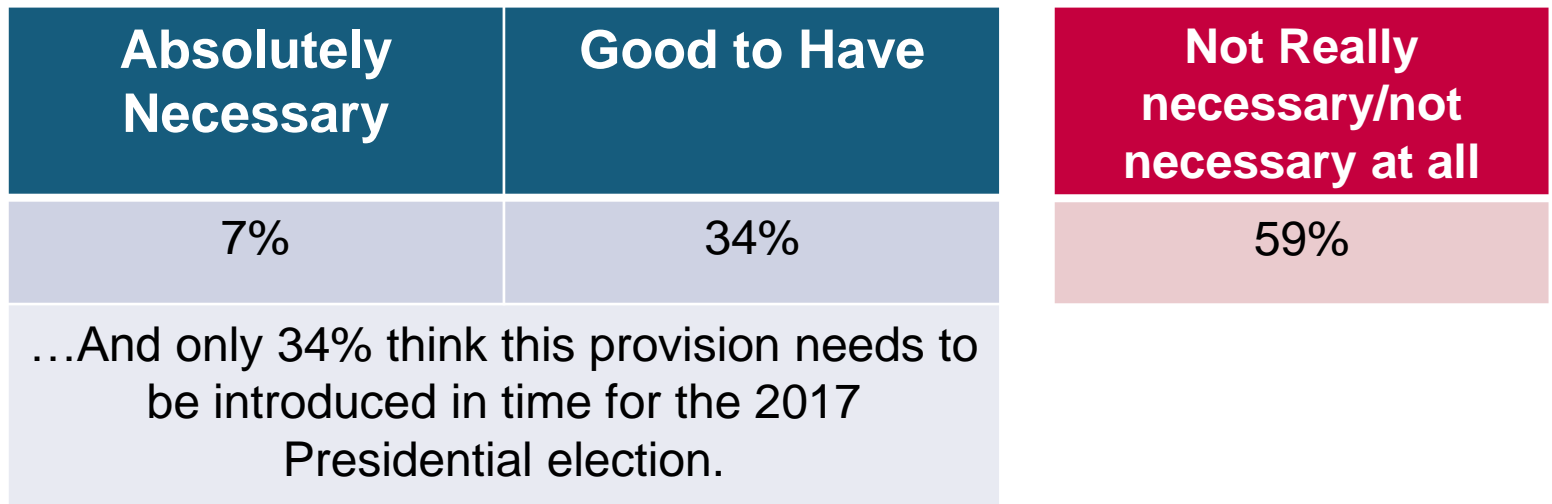 Absolutely
Necessary
Good to Have
Not Really
necessary/not
necessary at all
7%
34%
59%
…And only 34% think this provision needs to
be introduced in time for the 2017
Presidential election.